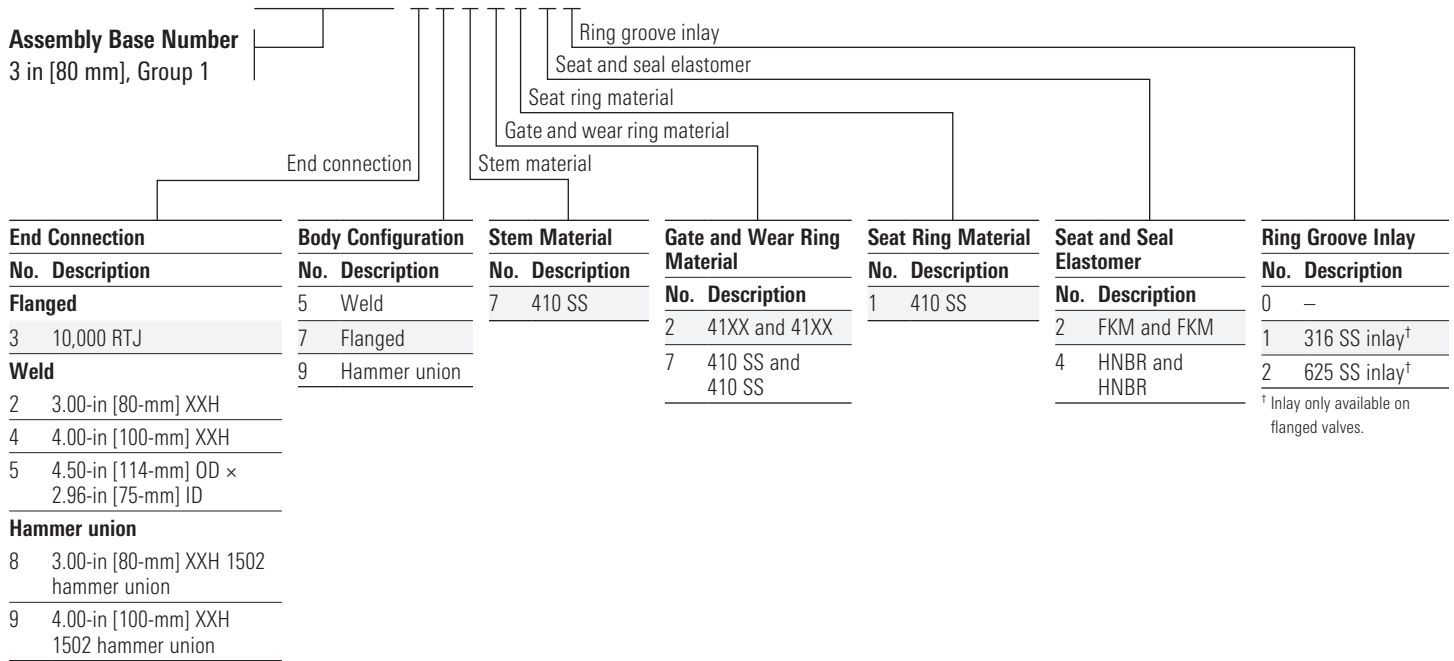 Assembly Base Number
3 in [80 mm], Group 1
Ring groove inlay
Seat and seal elastomer
Seat ring material
Gate and wear ring material
End connection
Stem material
End Connection
No. Description
Flanged
3 10,000 RTJ
Weld
2 3.00-in [80-mm] XXH
4 4.00-in [100-mm] XXH
5 4.50-in [114-mm] OD ×
2.96-in [75-mm] ID
Hammer union
8 3.00-in [80-mm] XXH 1502
hammer union
9 4.00-in [100-mm] XXH
1502 hammer union
Body Configuration
No. Description
5 Weld
7 Flanged
9 Hammer union
Stem Material
No. Description
7 410 SS
Gate and Wear Ring
Material
No. Description
2 41XX and 41XX
7 410 SS and
410 SS
Seat Ring Material
No. Description
1 410 SS
Seat and Seal
Elastomer
No. Description
2 FKM and FKM
4 HNBR and
HNBR
Ring Groove Inlay
No. Description
0 –
1 316 SS inlay†
2 625 SS inlay†
† Inlay only available on
flanged valves.